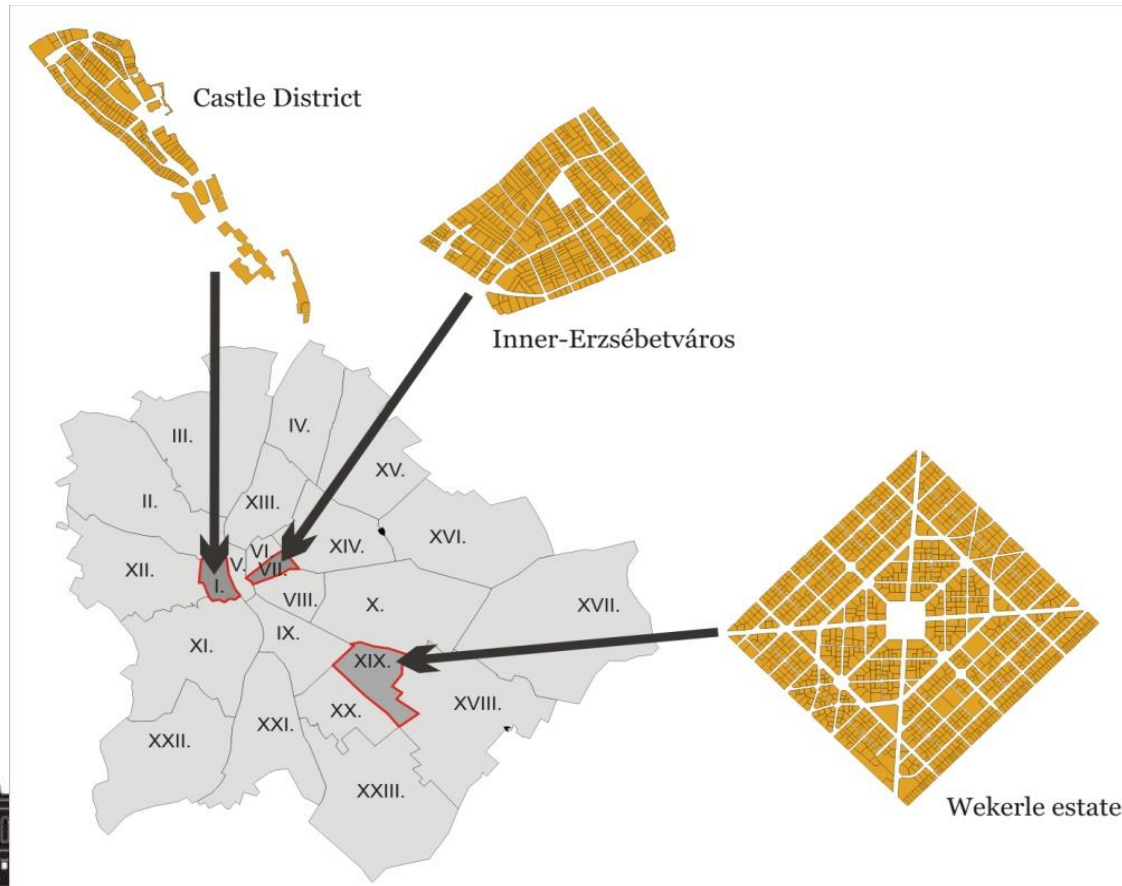 Castle District
Inner-Erzsébetváros
III.
IV.
XV.
II.
XIII.
XVI.
VI
XIV.
XII.
V.
VII.
I.
VIII.
X.
XVII.
IX.
XI.
XIX.
XX.
XVIII.
XXI.
XXII.
XXIII.
Wekerle estate